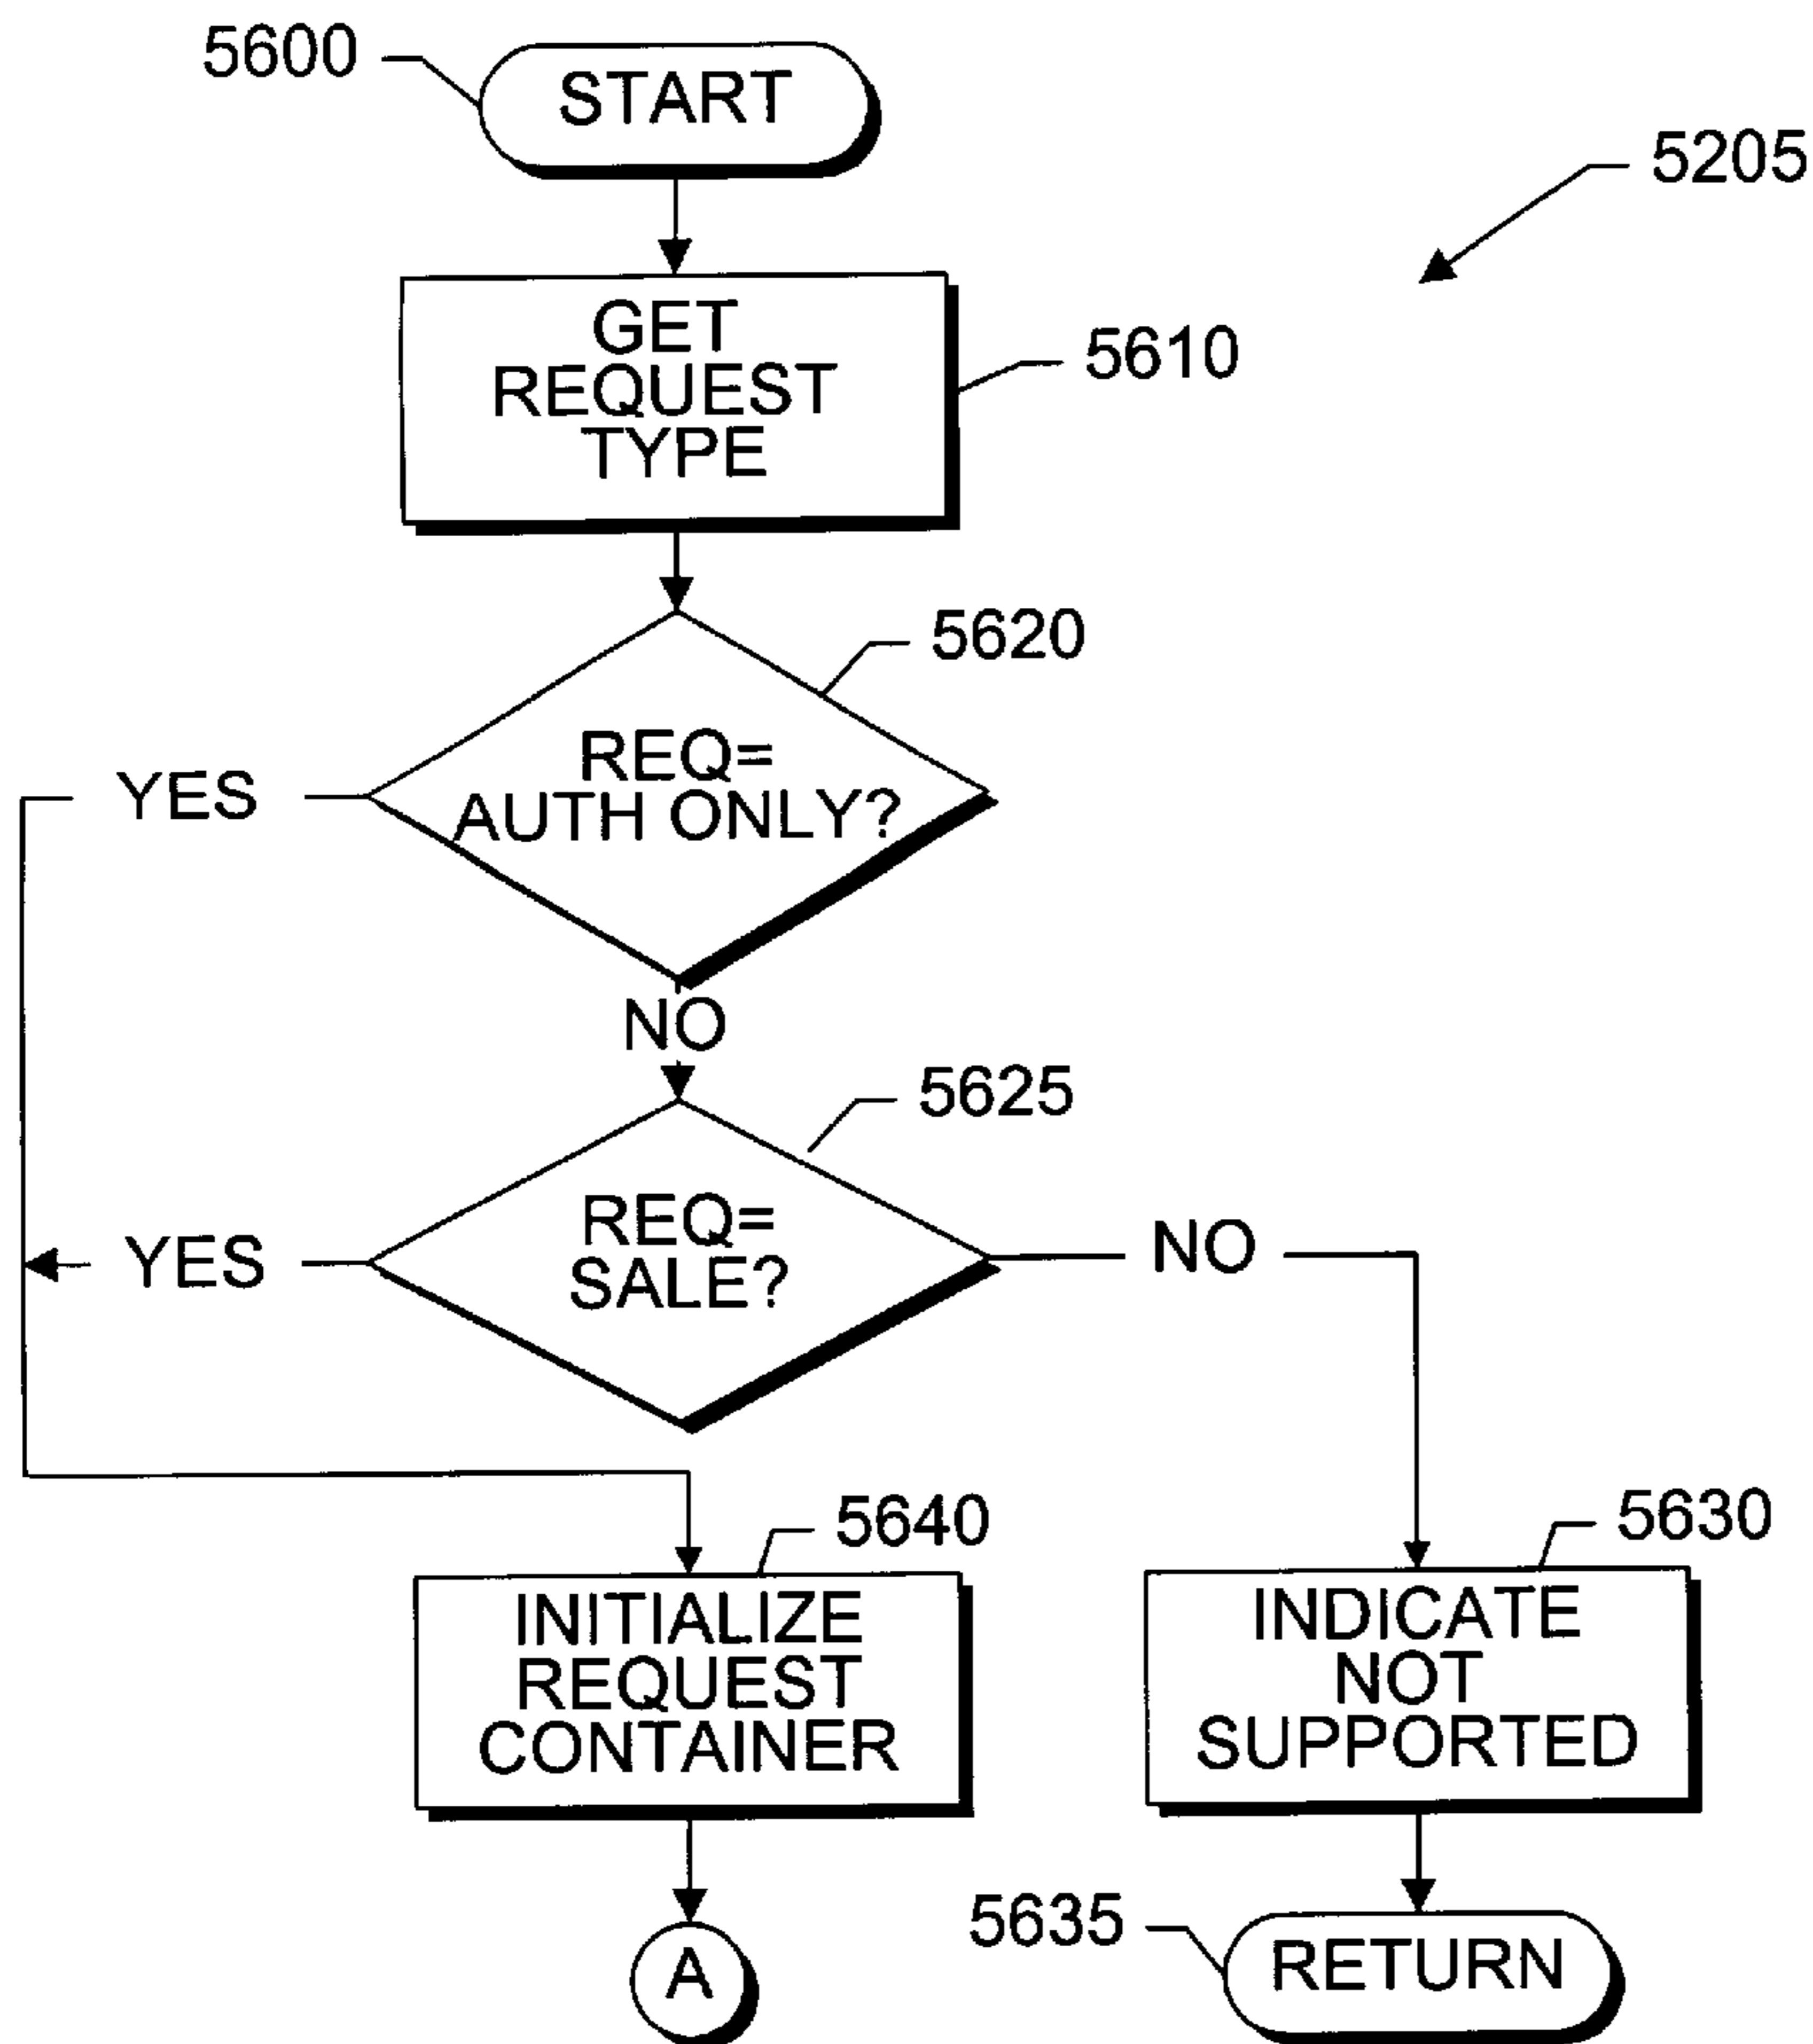 5600
START
5205
GET
REQUEST
TYPE
5610
5620
REQ=
AUTH ONLY?
YES
NO
5625
REQ=
SALE?
YES
NO
5640
INITIALIZE
REQUEST
CONTAINER
5630
INDICATE
NOT
SUPPORTED
A
5635
RETURN